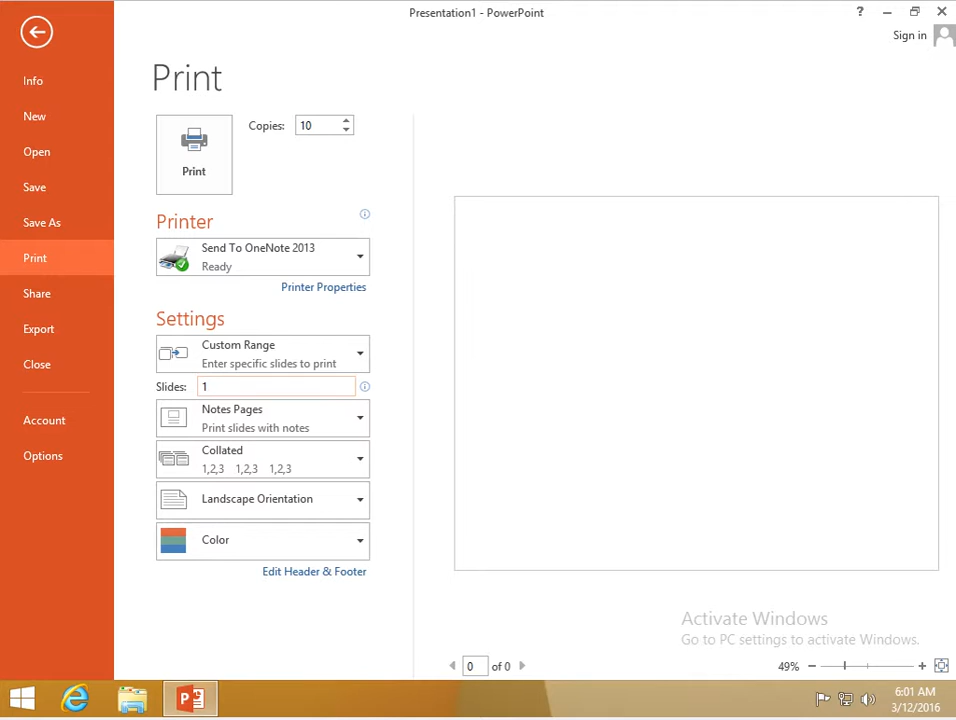 Presentation1 - PowerPoint
?
Sign in
Info
New
Open
Save
Save As
Print
Share
Export
Close
Account
Options
Print
Print
Copies: 10
Printer
Send To OneNote 2013
Ready
Printer Properties
Settings
Custom Range
Enter specific slides to print
Slides: 1
Notes Pages
Print slides with notes
Collated
1,2,3 1,2,3 1,2,3
Landscape Orientation
Color
Edit Header & Footer
Activate Windows
Go to PC settings to activate Windows.
0 of 0
49%
6:01 AM
3/12/2016